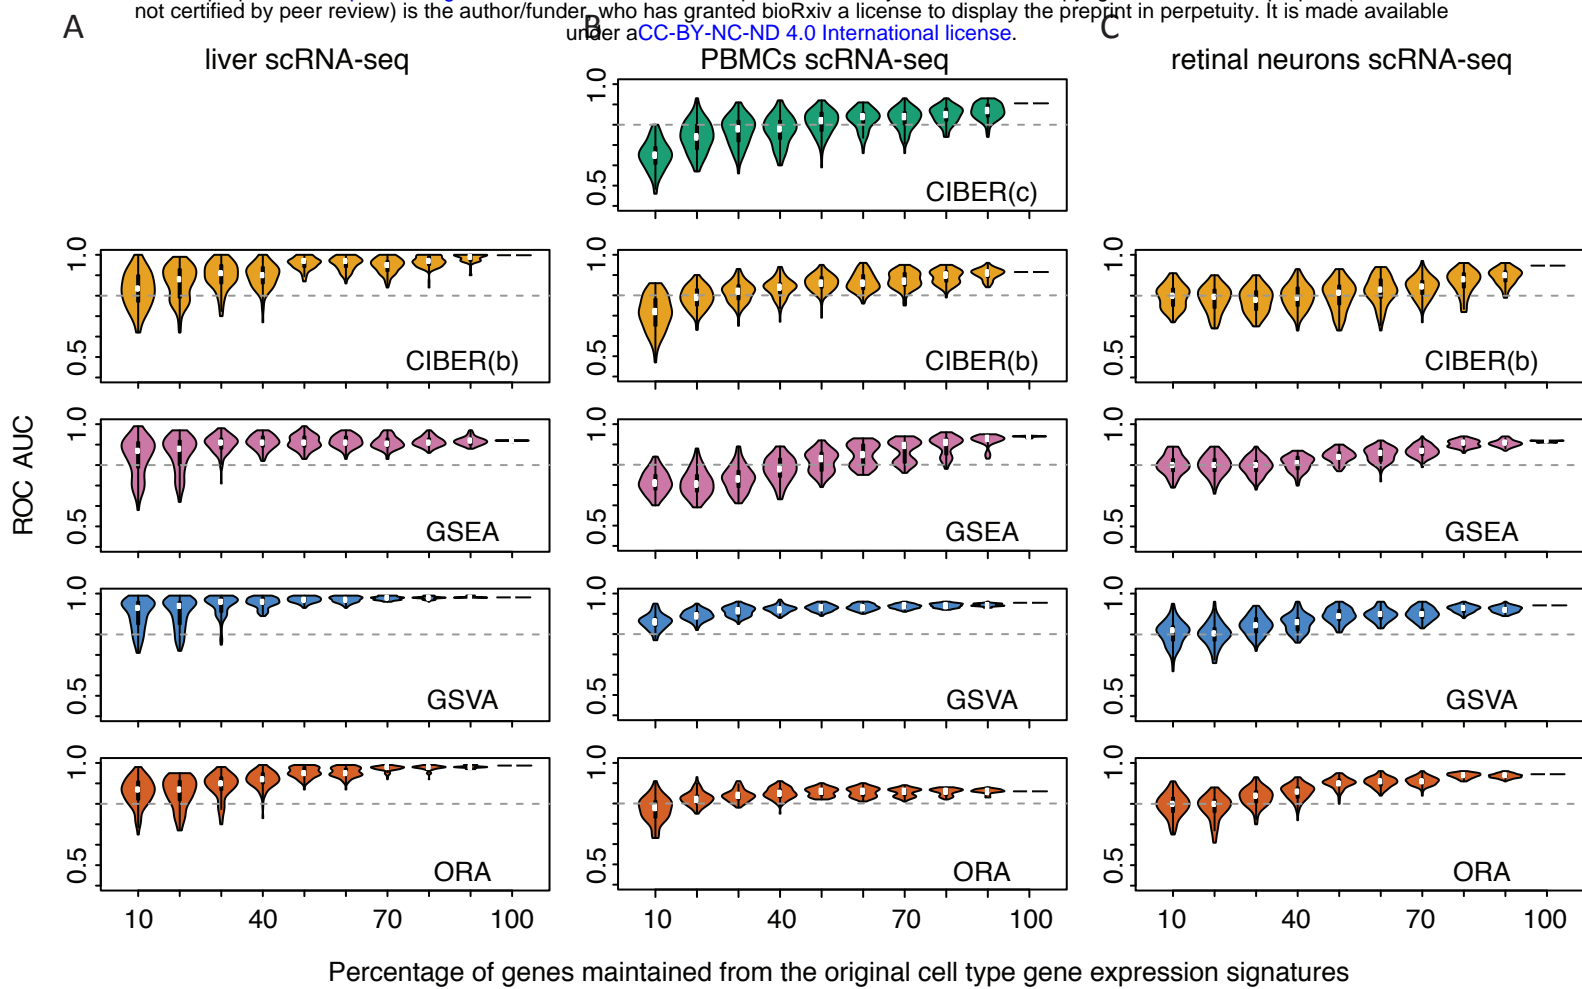 not certified by peer review) is the author/funder, who has granted bioRxiv a license to display the preprint in perpetuity. It is made available
under aCC-BY-NC-ND 4.0 International license.
A
B
C
liver scRNA-seq
PBMCs scRNA-seq
retinal neurons scRNA-seq
1.0
0.5
CIBER(c)
1.0
0.5
CIBER(b)
1.0
0.5
CIBER(b)
1.0
0.5
CIBER(b)
ROC AUC
1.0
0.5
GSEA
1.0
0.5
GSEA
1.0
0.5
GSEA
1.0
0.5
GSVA
1.0
0.5
GSVA
1.0
0.5
GSVA
1.0
0.5
ORA
1.0
0.5
ORA
1.0
0.5
ORA
10 40 70 100
10 40 70 100
10 40 70 100
Percentage of genes maintained from the original cell type gene expression signatures